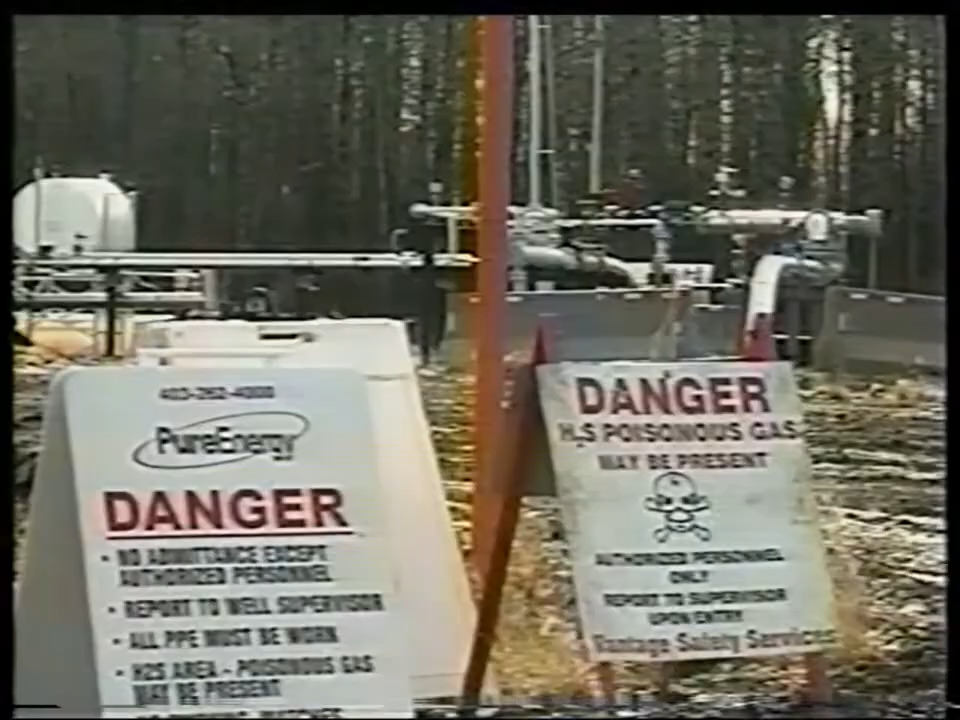 403-262-4000
PureEnergy
DANGER
• NO ADMITTANCE EXCEPT
AUTHORIZED PERSONNEL
• REPORT TO WELL SUPERVISOR
• ALL PPE MUST BE WORN
• H2S AREA - POISONOUS GAS
MAY BE PRESENT
DANGER
H2S POISONOUS GAS
MAY BE PRESENT
AUTHORIZED PERSONNEL
ONLY
REPORT TO SUPERVISOR
UPON ENTRY
Vantage Safety Services